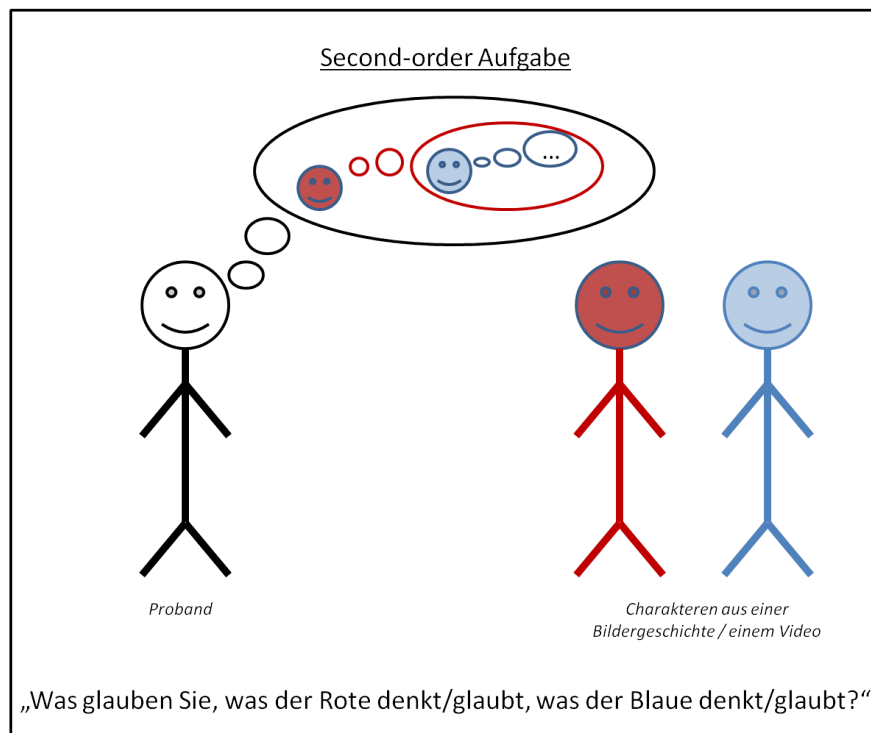 Second-order Aufgabe
...
Proband
Charakteren aus einer
Bildergeschichte / einem Video
„Was glauben Sie, was der Rote denkt/glaubt, was der Blaue denkt/glaubt?“